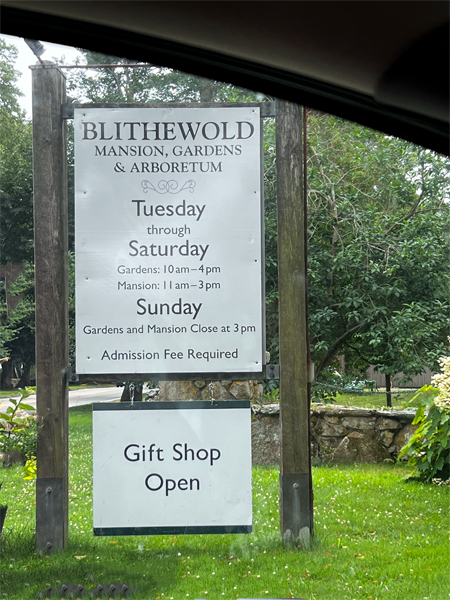 BLITHEWOLD
MANSION, GARDENS
& ARBORETUM
Tuesday
through
Saturday
Gardens: 10am–4pm
Mansion: 11am–3pm
Sunday
Gardens and Mansion Close at 3pm
Admission Fee Required
Gift Shop
Open